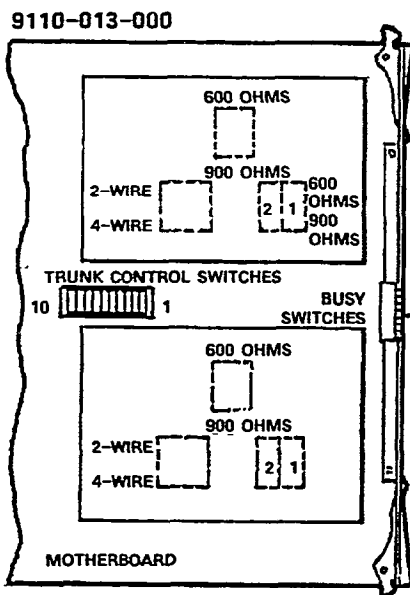 9110-013-000
600 OHMS
900 OHMS
2-WIRE
4-WIRE
2 1
600
OHMS
900
OHMS
TRUNK CONTROL SWITCHES
10
1
BUSY
SWITCHES
600 OHMS
900 OHMS
2-WIRE
4-WIRE
2 1
MOTHERBOARD